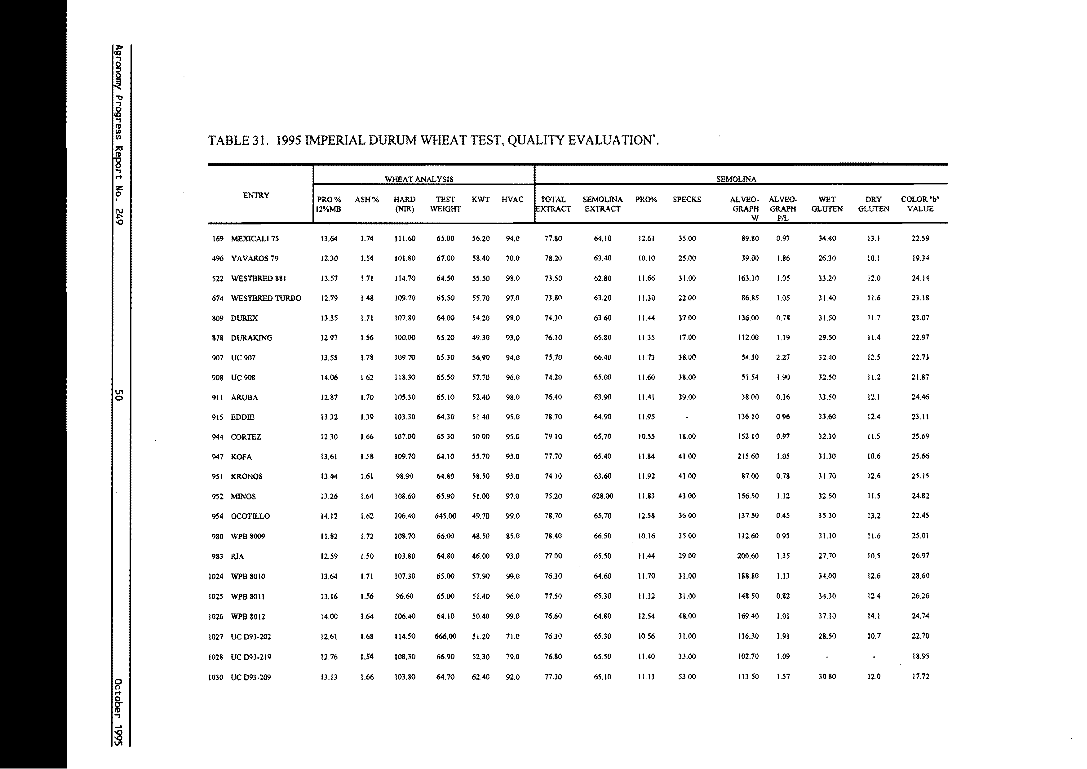 Agronomy Progress Report No. 249
50
October 1995
TABLE 31. 1995 IMPERIAL DURUM WHEAT TEST, QUALITY EVALUATION*.
WHEAT ANALYSIS SEMOLINA
ENTRY PRO% ASH% HARD TEST KWT HVAC TOTAL SEMOLINA PRO% SPECKS ALVEO- ALVEO- WET DRY COLOR "b"
12%MB (NIR) WEIGHT EXTRACT EXTRACT GRAPH GRAPH GLUTEN GLUTEN VALUE
W P/L
169 MEXICALI 75 13.64 1.74 111.60 65.00 56.20 94.0 77.80 64.10 12.61 35.00 89.80 0.97 34.40 13.1 22.59
496 YAVAROS 79 12.30 1.54 101.80 67.00 58.40 70.0 78.20 63.40 10.10 25.00 39.00 1.86 26.30 10.1 19.34
522 WESTBRED 881 13.57 1.71 114.70 64.50 55.50 98.0 73.50 62.80 11.66 31.00 163.10 1.05 33.20 12.0 24.14
674 WESTBRED TURBO 12.79 1.48 109.70 65.50 55.70 97.0 73.80 63.20 11.30 22.00 86.85 1.05 31.40 11.6 23.18
809 DUREX 13.35 1.71 107.80 64.00 54.20 98.0 74.30 63.60 11.44 37.00 136.00 0.78 31.50 11.7 23.07
878 DURAKING 12.97 1.56 100.00 65.20 49.30 93.0 76.10 65.80 11.35 17.00 112.00 1.19 29.50 11.4 22.97
907 UC 907 13.55 1.78 109.70 65.30 56.90 94.0 75.70 66.40 11.73 38.00 54.50 2.27 32.40 12.5 22.73
908 UC 908 14.06 1.62 118.30 65.50 57.70 96.0 74.20 65.00 11.60 38.00 51.54 1.90 32.50 11.2 21.87
911 ARUBA 12.87 1.70 105.30 65.10 52.40 98.0 76.40 63.90 11.41 39.00 38.00 0.36 33.50 12.1 24.46
915 EDDIE 13.32 1.39 103.30 64.30 51.40 95.0 78.70 64.90 11.95 - 136.20 0.96 33.60 12.4 23.11
944 CORTEZ 12.30 1.66 107.00 65.30 50.00 95.0 79.10 65.70 10.55 18.00 152.10 0.97 32.10 11.5 25.69
947 KOFA 13.61 1.58 109.70 64.10 55.70 93.0 77.70 65.40 11.84 41.00 215.60 1.05 31.30 10.6 25.66
951 KRONOS 13.44 1.61 98.90 64.80 58.50 93.0 74.10 63.60 11.92 41.00 87.00 0.78 31.70 12.6 25.15
952 MINOS 13.26 1.64 108.60 65.90 51.00 97.0 75.20 628.00 11.83 43.00 156.50 1.12 32.50 11.5 24.82
954 OCOTILLO 14.12 1.62 106.40 645.00 49.70 99.0 78.70 65.70 12.58 36.00 137.50 0.45 35.10 13.2 22.45
980 WPB 8009 11.82 1.72 108.70 66.00 48.50 85.0 78.40 66.50 10.16 35.00 112.60 0.95 31.10 11.6 25.01
983 RIA 12.59 1.50 103.80 64.80 46.00 93.0 77.00 65.50 11.44 29.00 200.60 1.35 27.70 10.5 26.97
1024 WPB 8010 13.64 1.71 107.30 65.00 57.90 99.0 76.30 64.60 11.70 31.00 188.80 1.13 34.00 12.6 28.60
1025 WPB 8011 13.16 1.56 96.60 65.00 51.40 96.0 77.50 65.30 11.32 31.00 148.50 0.82 34.30 12.4 26.26
1026 WPB 8012 14.00 1.64 106.40 64.10 50.40 99.0 76.60 64.80 12.54 48.00 169.40 1.01 37.10 14.1 24.74
1027 UC D93-202 12.61 1.68 114.50 666.00 51.20 71.0 76.30 65.30 10.56 31.00 116.30 1.91 28.50 10.7 22.70
1028 UC D93-219 12.76 1.54 108.30 66.90 52.30 79.0 76.80 65.50 11.40 33.00 102.70 1.09 - - 18.95
1030 UC D93-209 13.13 1.66 103.80 64.70 62.40 92.0 77.30 65.10 11.11 53.00 113.50 1.57 30.80 12.0 17.72